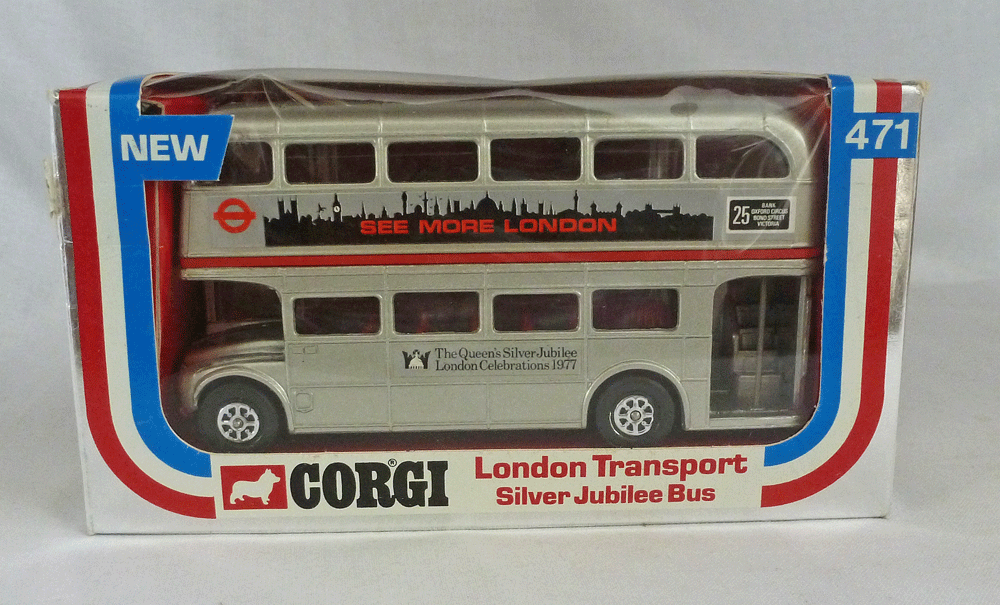 NEW
471
SEE MORE LONDON
25
BANK
OXFORD CIRCUS
BOND STREET
VICTORIA
The Queen's Silver Jubilee
London Celebrations 1977
CORGI®
London Transport
Silver Jubilee Bus